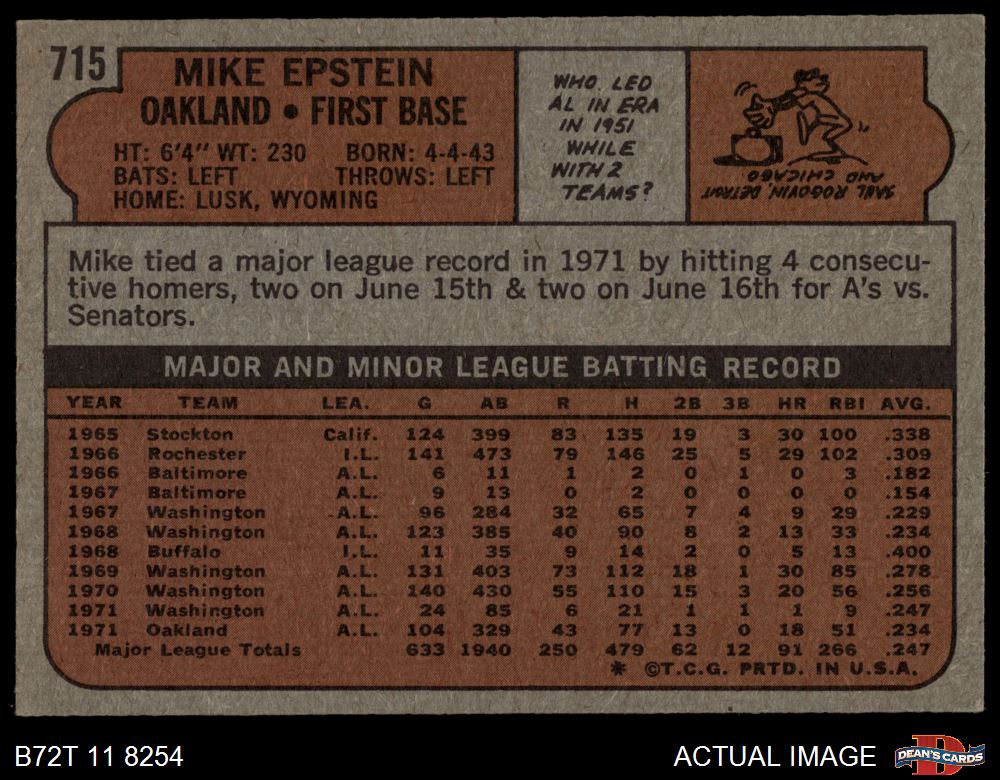 715
MIKE EPSTEIN
OAKLAND • FIRST BASE
HT: 6'4" WT: 230 BORN: 4-4-43
BATS: LEFT THROWS: LEFT
HOME: LUSK, WYOMING
WHO LED
AL IN ERA
IN 1951
WHILE
WITH 2
TEAMS?
SAUL ROGOVIN, DETROIT
AND CHICAGO
Mike tied a major league record in 1971 by hitting 4 consecu-
tive homers, two on June 15th & two on June 16th for A's vs.
Senators.
MAJOR AND MINOR LEAGUE BATTING RECORD
YEAR TEAM LEA. G AB R H 2B 3B HR RBI AVG.
1965 Stockton Calif. 124 399 83 135 19 3 30 100 .338
1966 Rochester I.L. 141 473 79 146 25 5 29 102 .309
1966 Baltimore A.L. 6 11 1 2 0 1 0 3 .182
1967 Baltimore A.L. 9 13 0 2 0 0 0 0 .154
1967 Washington A.L. 96 284 32 65 7 4 9 29 .229
1968 Washington A.L. 123 385 40 90 8 2 13 33 .234
1968 Buffalo I.L. 11 35 9 14 2 0 5 13 .400
1969 Washington A.L. 131 403 73 112 18 1 30 85 .278
1970 Washington A.L. 140 430 55 110 15 3 20 56 .256
1971 Washington A.L. 24 85 6 21 1 1 1 9 .247
1971 Oakland A.L. 104 329 43 77 13 0 18 51 .234
Major League Totals 633 1940 250 479 62 12 91 266 .247
* ©T.C.G. PRTD. IN U.S.A.
B72T 11 8254
ACTUAL IMAGE
DEAN'S CARDS